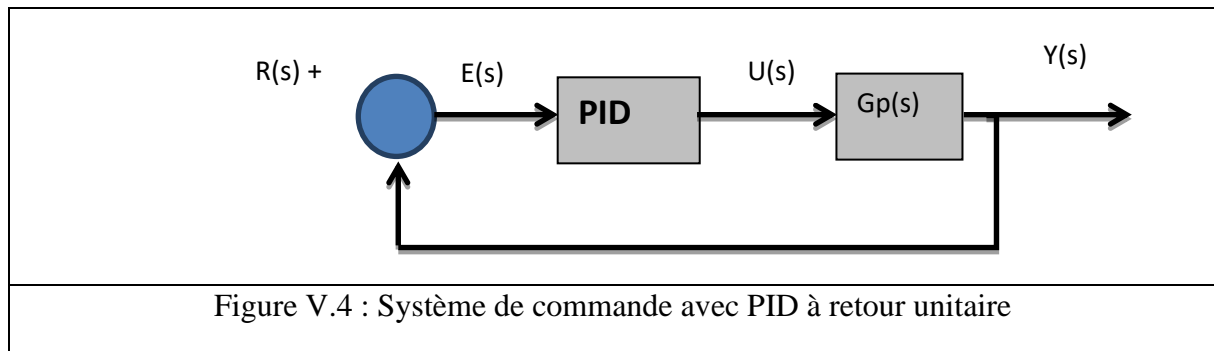 R(s) +
E(s)
PID
U(s)
Gp(s)
Y(s)
Figure V.4 : Système de commande avec PID à retour unitaire